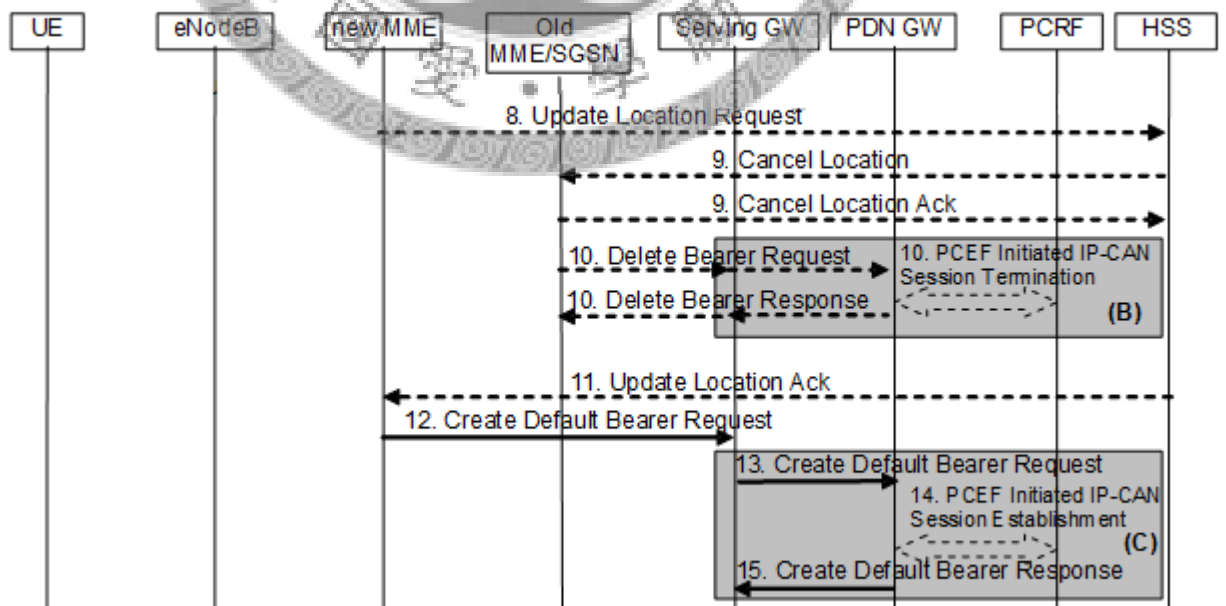 UE
eNodeB
new MME
Old
MME/SGSN
Serving GW
PDN GW
PCRF
HSS
8. Update Location Request
9. Cancel Location
9. Cancel Location Ack
10. Delete Bearer Request
10. PCEF Initiated IP-CAN
Session Termination
10. Delete Bearer Response
(B)
11. Update Location Ack
12. Create Default Bearer Request
13. Create Default Bearer Request
14. PCEF Initiated IP-CAN
Session Establishment
(C)
15. Create Default Bearer Response